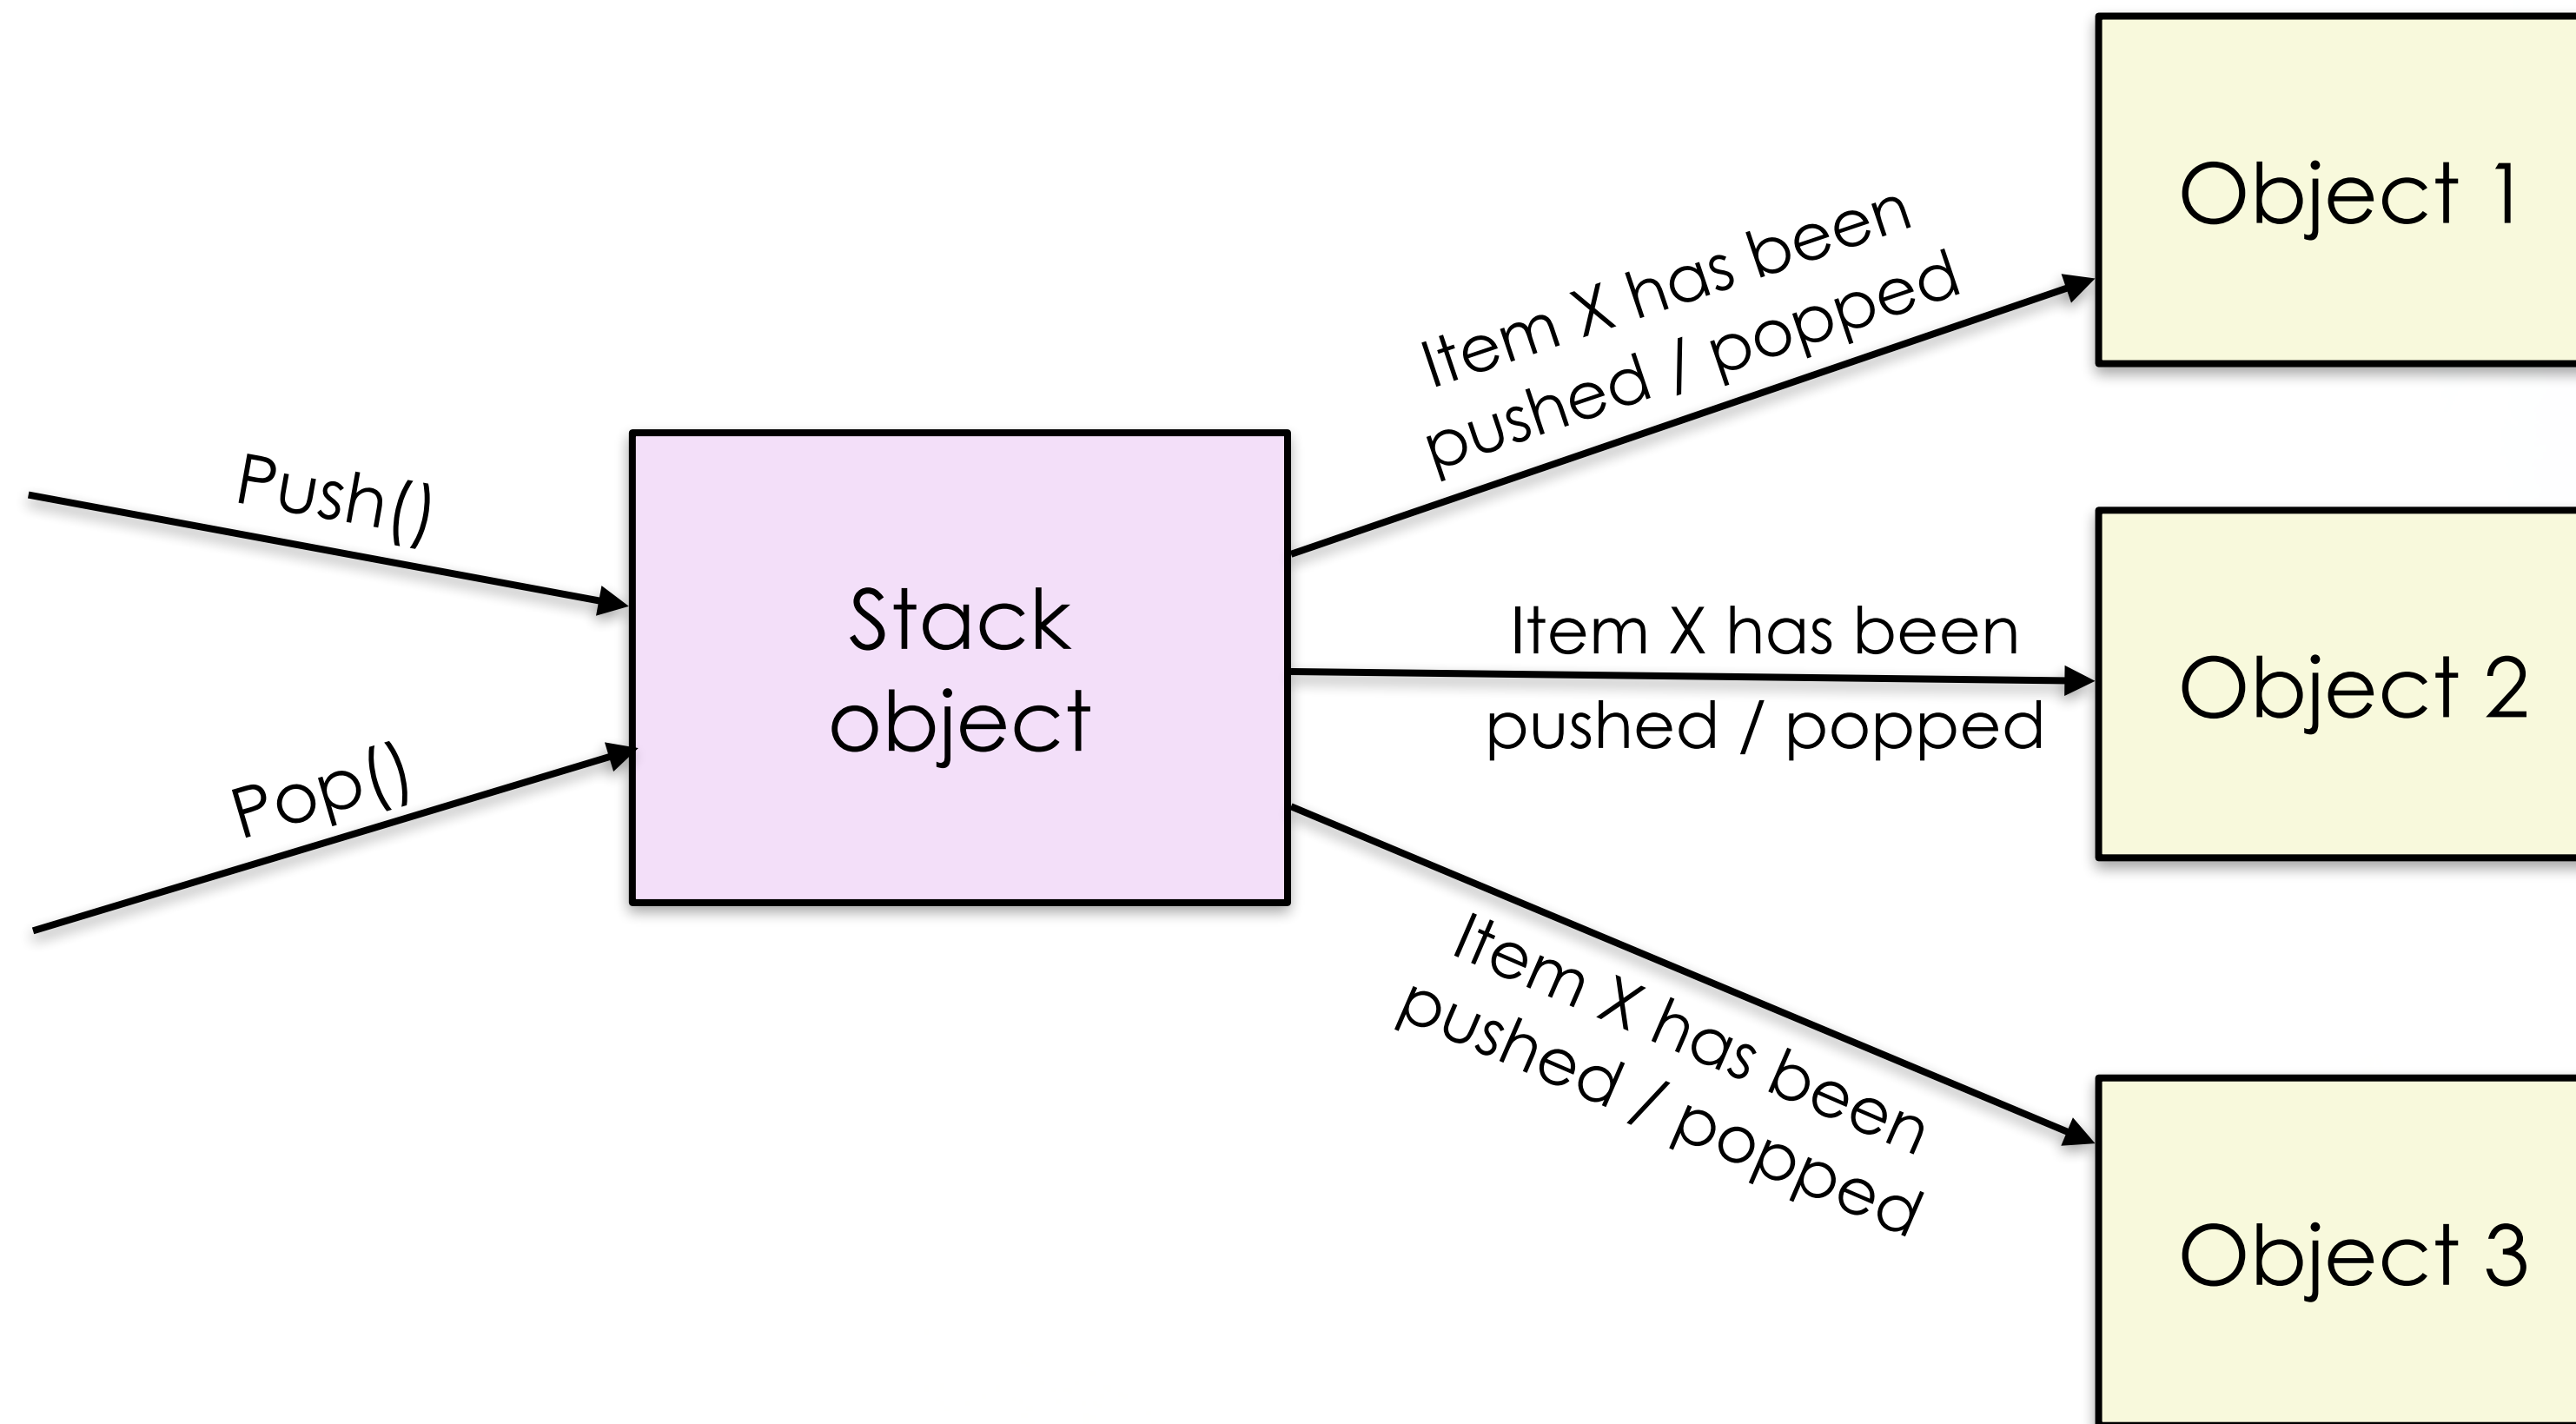 Push()
Pop()
Stack
object
Item X has been
pushed / popped
Object 1
Item X has been
pushed / popped
Object 2
Item X has been
pushed / popped
Object 3